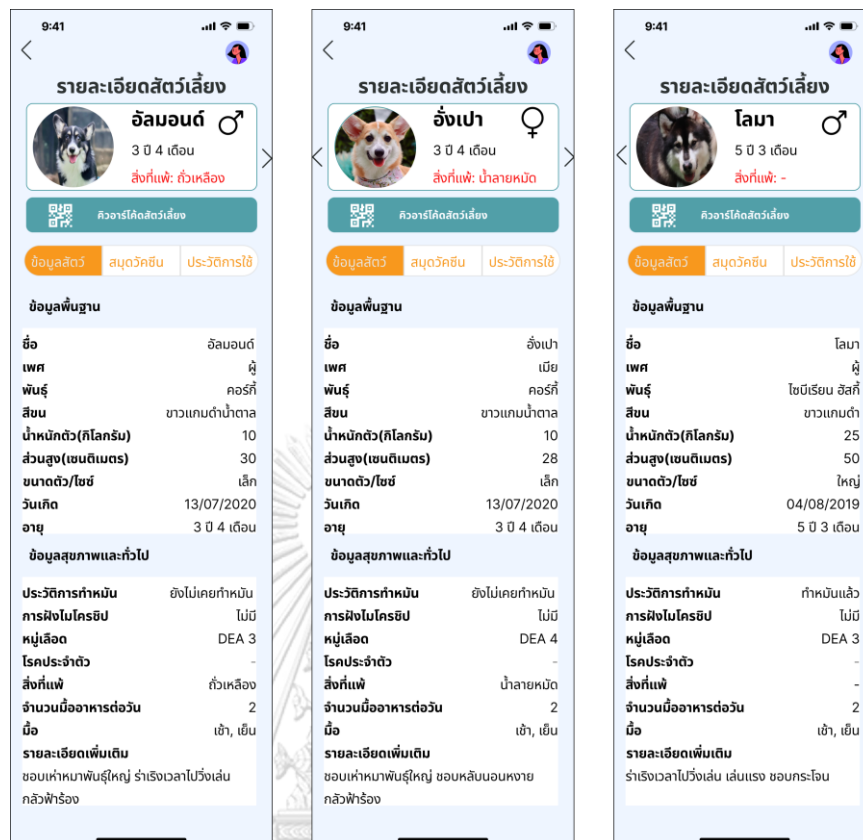 9:41
รายละเอียดสัตว์เลี้ยง
อัลมอนด์
3 ปี 4 เดือน
สิ่งที่แพ้: ถั่วเหลือง
คิวอาร์โค้ดสัตว์เลี้ยง
ข้อมูลสัตว์ สมุดวัคซีน ประวัติการใช้
ข้อมูลพื้นฐาน
ชื่อ อัลมอนด์
เพศ ผู้
พันธุ์ คอร์กี้
สีขน ขาวแกมดำน้ำตาล
น้ำหนักตัว(กิโลกรัม) 10
ส่วนสูง(เซนติเมตร) 30
ขนาดตัว/ไซซ์ เล็ก
วันเกิด 13/07/2020
อายุ 3 ปี 4 เดือน
ข้อมูลสุขภาพและทั่วไป
ประวัติการทำหมัน ยังไม่เคยทำหมัน
การฝังไมโครชิป ไม่มี
หมู่เลือด DEA 3
โรคประจำตัว -
สิ่งที่แพ้ ถั่วเหลือง
จำนวนมื้ออาหารต่อวัน 2
มื้อ เช้า, เย็น
รายละเอียดเพิ่มเติม
ชอบเห่าหมาพันธุ์ใหญ่ ร่าเริงเวลาไปวิ่งเล่น
กลัวฟ้าร้อง
9:41
รายละเอียดสัตว์เลี้ยง
อั่งเปา
3 ปี 4 เดือน
สิ่งที่แพ้: น้ำลายหมัด
คิวอาร์โค้ดสัตว์เลี้ยง
ข้อมูลสัตว์ สมุดวัคซีน ประวัติการใช้
ข้อมูลพื้นฐาน
ชื่อ อั่งเปา
เพศ เมีย
พันธุ์ คอร์กี้
สีขน ขาวแกมน้ำตาล
น้ำหนักตัว(กิโลกรัม) 10
ส่วนสูง(เซนติเมตร) 28
ขนาดตัว/ไซซ์ เล็ก
วันเกิด 13/07/2020
อายุ 3 ปี 4 เดือน
ข้อมูลสุขภาพและทั่วไป
ประวัติการทำหมัน ยังไม่เคยทำหมัน
การฝังไมโครชิป ไม่มี
หมู่เลือด DEA 4
โรคประจำตัว -
สิ่งที่แพ้ น้ำลายหมัด
จำนวนมื้ออาหารต่อวัน 2
มื้อ เช้า, เย็น
รายละเอียดเพิ่มเติม
ชอบเห่าหมาพันธุ์ใหญ่ ชอบหลับนอนหงาย
กลัวฟ้าร้อง
9:41
รายละเอียดสัตว์เลี้ยง
โลมา
5 ปี 3 เดือน
สิ่งที่แพ้: -
คิวอาร์โค้ดสัตว์เลี้ยง
ข้อมูลสัตว์ สมุดวัคซีน ประวัติการใช้
ข้อมูลพื้นฐาน
ชื่อ โลมา
เพศ ผู้
พันธุ์ ไซบีเรียน ฮัสกี้
สีขน ขาวแกมดำ
น้ำหนักตัว(กิโลกรัม) 25
ส่วนสูง(เซนติเมตร) 50
ขนาดตัว/ไซซ์ ใหญ่
วันเกิด 04/08/2019
อายุ 5 ปี 3 เดือน
ข้อมูลสุขภาพและทั่วไป
ประวัติการทำหมัน ทำหมันแล้ว
การฝังไมโครชิป ไม่มี
หมู่เลือด DEA 3
โรคประจำตัว -
สิ่งที่แพ้ -
จำนวนมื้ออาหารต่อวัน 2
มื้อ เช้า, เย็น
รายละเอียดเพิ่มเติม
ร่าเริงเวลาไปวิ่งเล่น เล่นแรง ชอบกระโจน